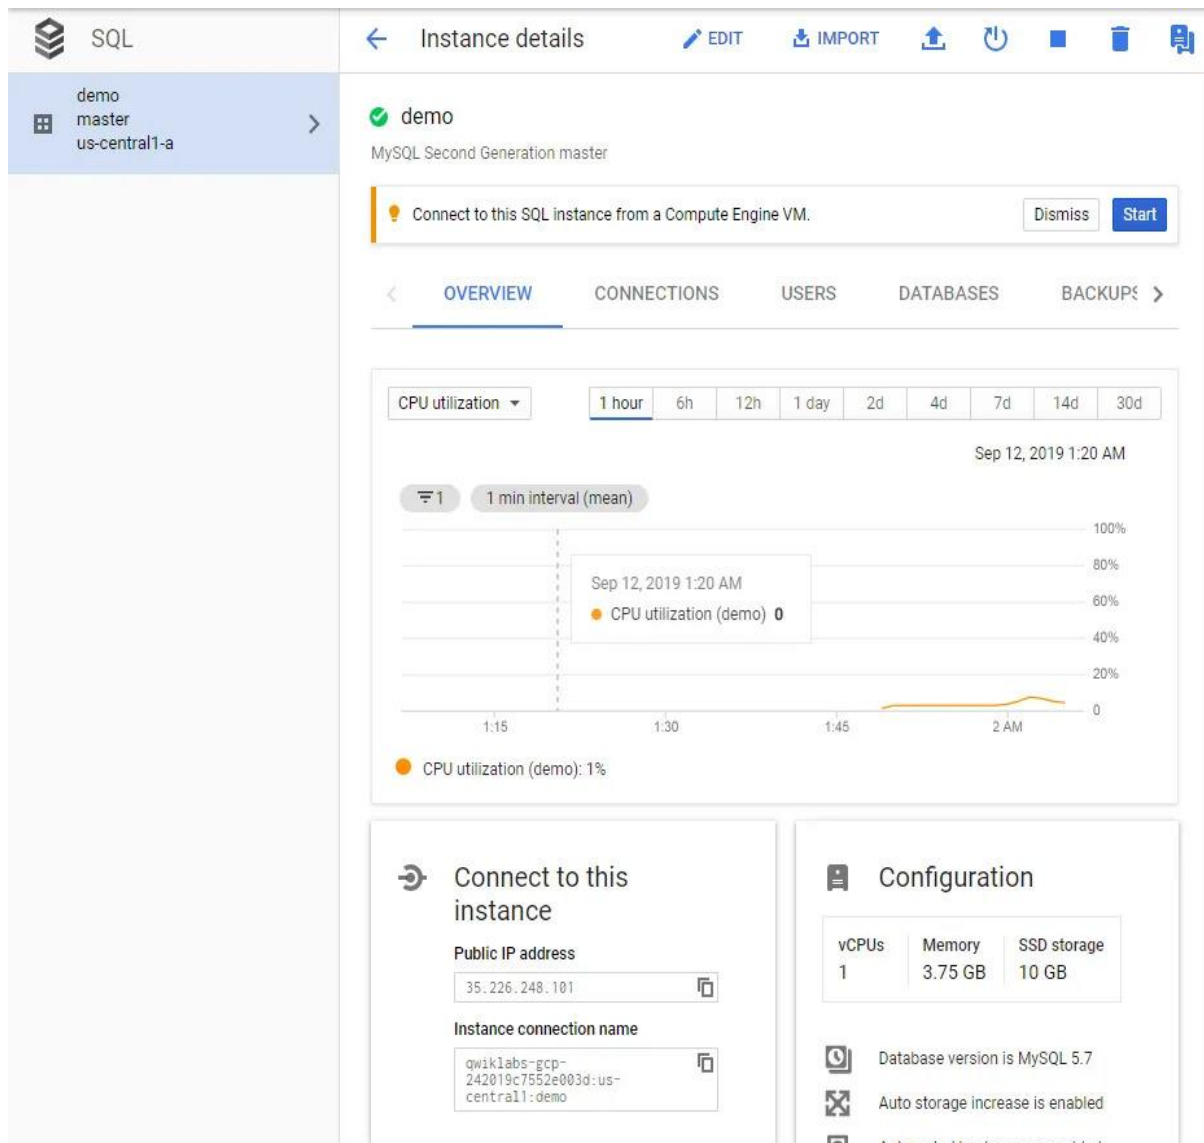 SQL
Instance details
EDIT
IMPORT
demo
master
us-central1-a
demo
MySQL Second Generation master
Connect to this SQL instance from a Compute Engine VM.
Dismiss
Start
OVERVIEW
CONNECTIONS
USERS
DATABASES
BACKUPS
CPU utilization
1 hour
6h
12h
1 day
2d
4d
7d
14d
30d
Sep 12, 2019 1:20 AM
1
1 min interval (mean)
100%
80%
60%
40%
20%
0
Sep 12, 2019 1:20 AM
CPU utilization (demo) 0
1:15
1:30
1:45
2 AM
CPU utilization (demo): 1%
Connect to this
instance
Public IP address
35.226.248.101
Instance connection name
qwiklabs-gcp-
242019c7552e003d:us-
central1:demo
Configuration
vCPUs
1
Memory
3.75 GB
SSD storage
10 GB
Database version is MySQL 5.7
Auto storage increase is enabled